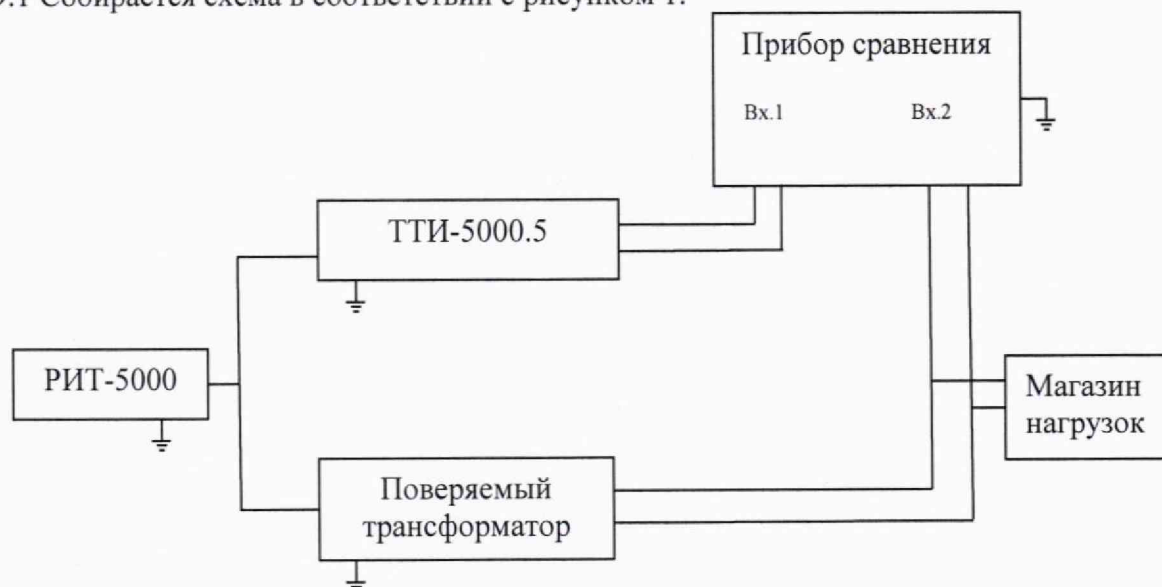 .1 Собирается схема в соответствии с рисунком 1.
Прибор сравнения
Вх.1 Вх.2
ТТИ-5000.5
РИТ-5000
Магазин
нагрузок
Поверяемый
трансформатор